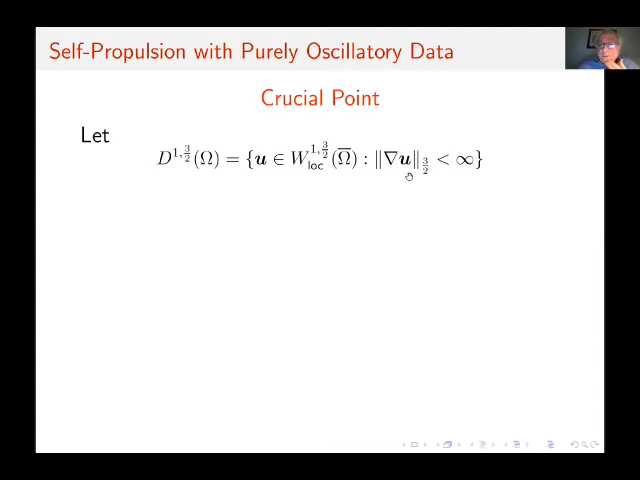 Self-Propulsion with Purely Oscillatory Data
Crucial Point
Let
$D^{1,\frac{3}{2}}(\Omega) = \{\boldsymbol{u} \in W^{1,\frac{3}{2}}_{\text{loc}}(\overline{\Omega}) : \|\nabla \boldsymbol{u}\|_{\frac{3}{2}} < \infty\}$